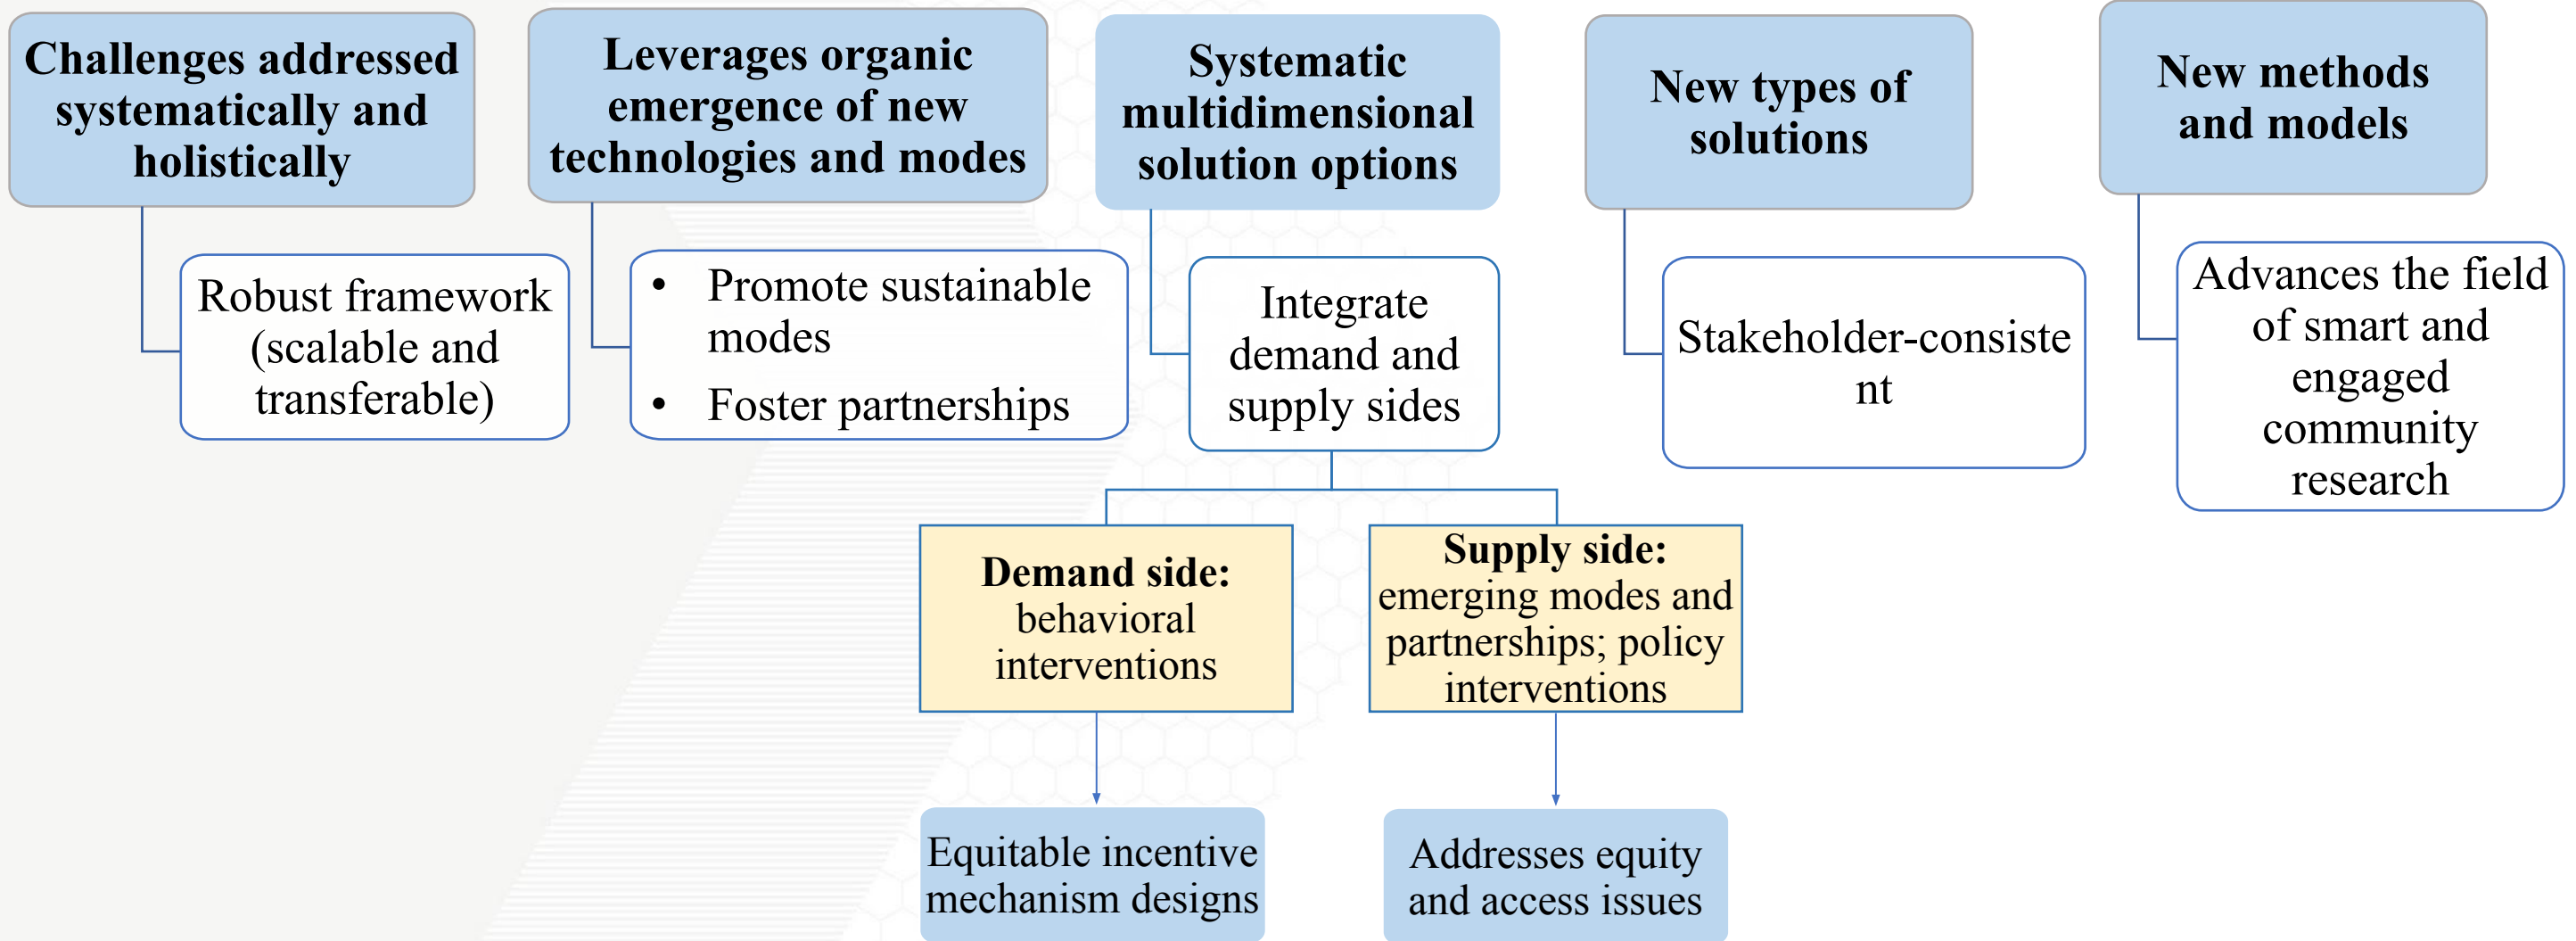 Challenges addressed
systematically and
holistically
Robust framework
(scalable and
transferable)
Leverages organic
emergence of new
technologies and modes
• Promote sustainable
modes
• Foster partnerships
Systematic
multidimensional
solution options
Integrate
demand and
supply sides
Demand side:
behavioral
interventions
Equitable incentive
mechanism designs
Supply side:
emerging modes and
partnerships; policy
interventions
Addresses equity
and access issues
New types of
solutions
Stakeholder-consiste
nt
New methods
and models
Advances the field
of smart and
engaged
community
research